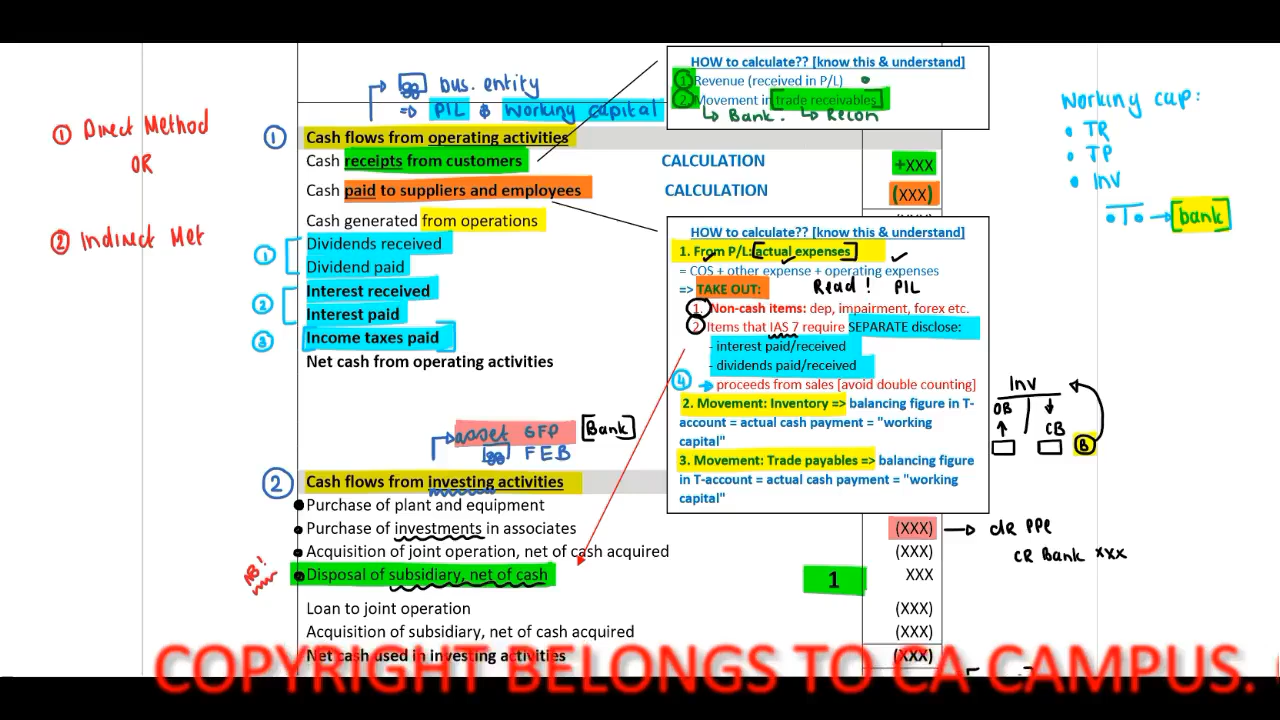 HOW to calculate?? [know this & understand]
1. Revenue (received in P/L)
2. Movement in trade receivables
↳ Bank. ↳ Recon
bus. entity
⇒ P/L & Working capital
① Direct Method
OR
② Indirect Met
Working cap:
• TR
• TP
• Inv
→ [bank]
① Cash flows from operating activities
Cash receipts from customers CALCULATION +XXX
Cash paid to suppliers and employees CALCULATION (XXX)
Cash generated from operations
① Dividends received
Dividend paid
② Interest received
Interest paid
③ Income taxes paid
Net cash from operating activities
HOW to calculate?? [know this & understand]
1. From P/L: [actual expenses]
= COS + other expense + operating expenses
=> TAKE OUT: Read! P/L
1. Non-cash items: dep, impairment, forex etc.
2. Items that IAS 7 require SEPARATE disclose:
- interest paid/received
- dividends paid/received
④ → proceeds from sales [avoid double counting]
2. Movement: Inventory => balancing figure in T-
account = actual cash payment = "working
capital"
3. Movement: Trade payables => balancing figure
in T-account = actual cash payment = "working
capital"
Inv
OB
CB
B
asset SFP [Bank]
FEB
② Cash flows from investing activities
Purchase of plant and equipment
Purchase of investments in associates (XXX) → dR PPE
Acquisition of joint operation, net of cash acquired (XXX) CR Bank xxx
NB! Disposal of subsidiary, net of cash 1 XXX
Loan to joint operation (XXX)
Acquisition of subsidiary, net of cash acquired (XXX)
Net cash used in investing activities (XXX)
COPYRIGHT BELONGS TO CA CAMPUS.